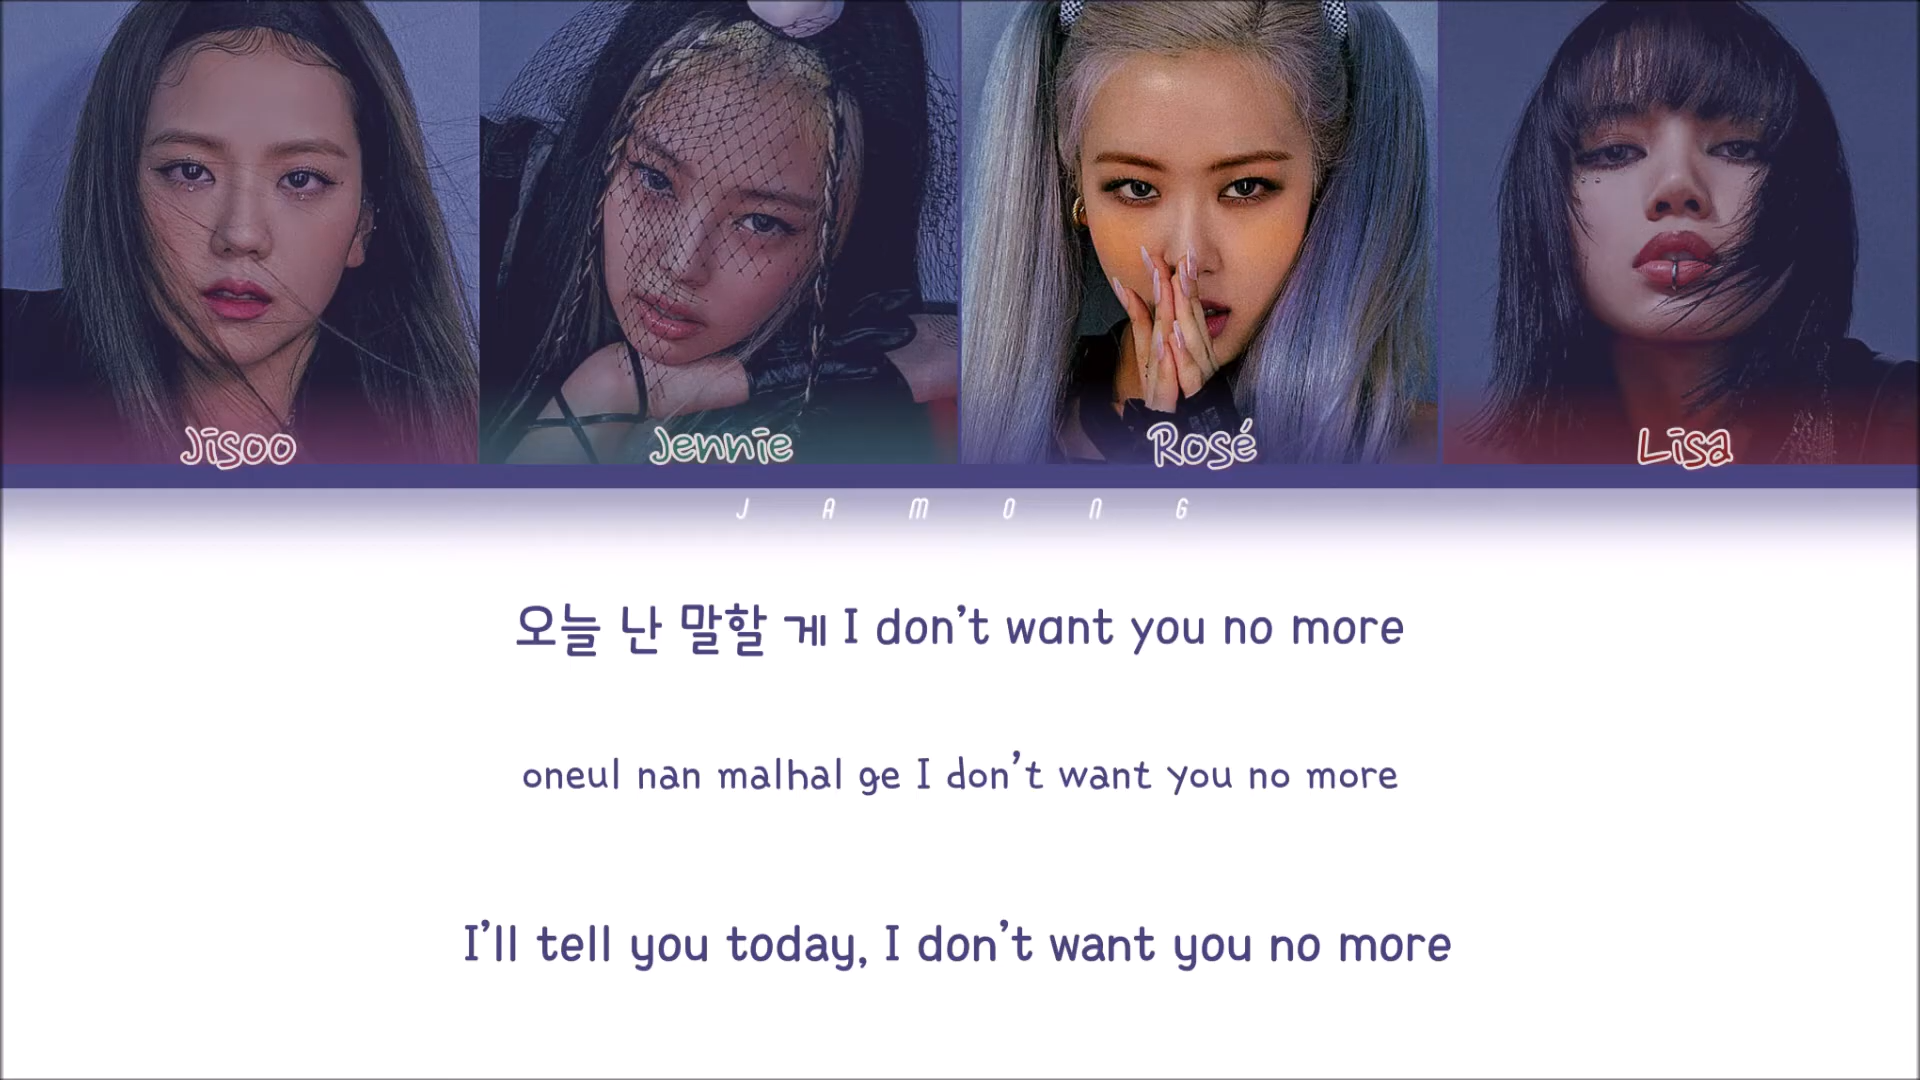 Jisoo Jennie Rosé Lisa
JAMONG
오늘 난 말할 게 I don't want you no more
oneul nan malhal ge I don't want you no more
I'll tell you today, I don't want you no more